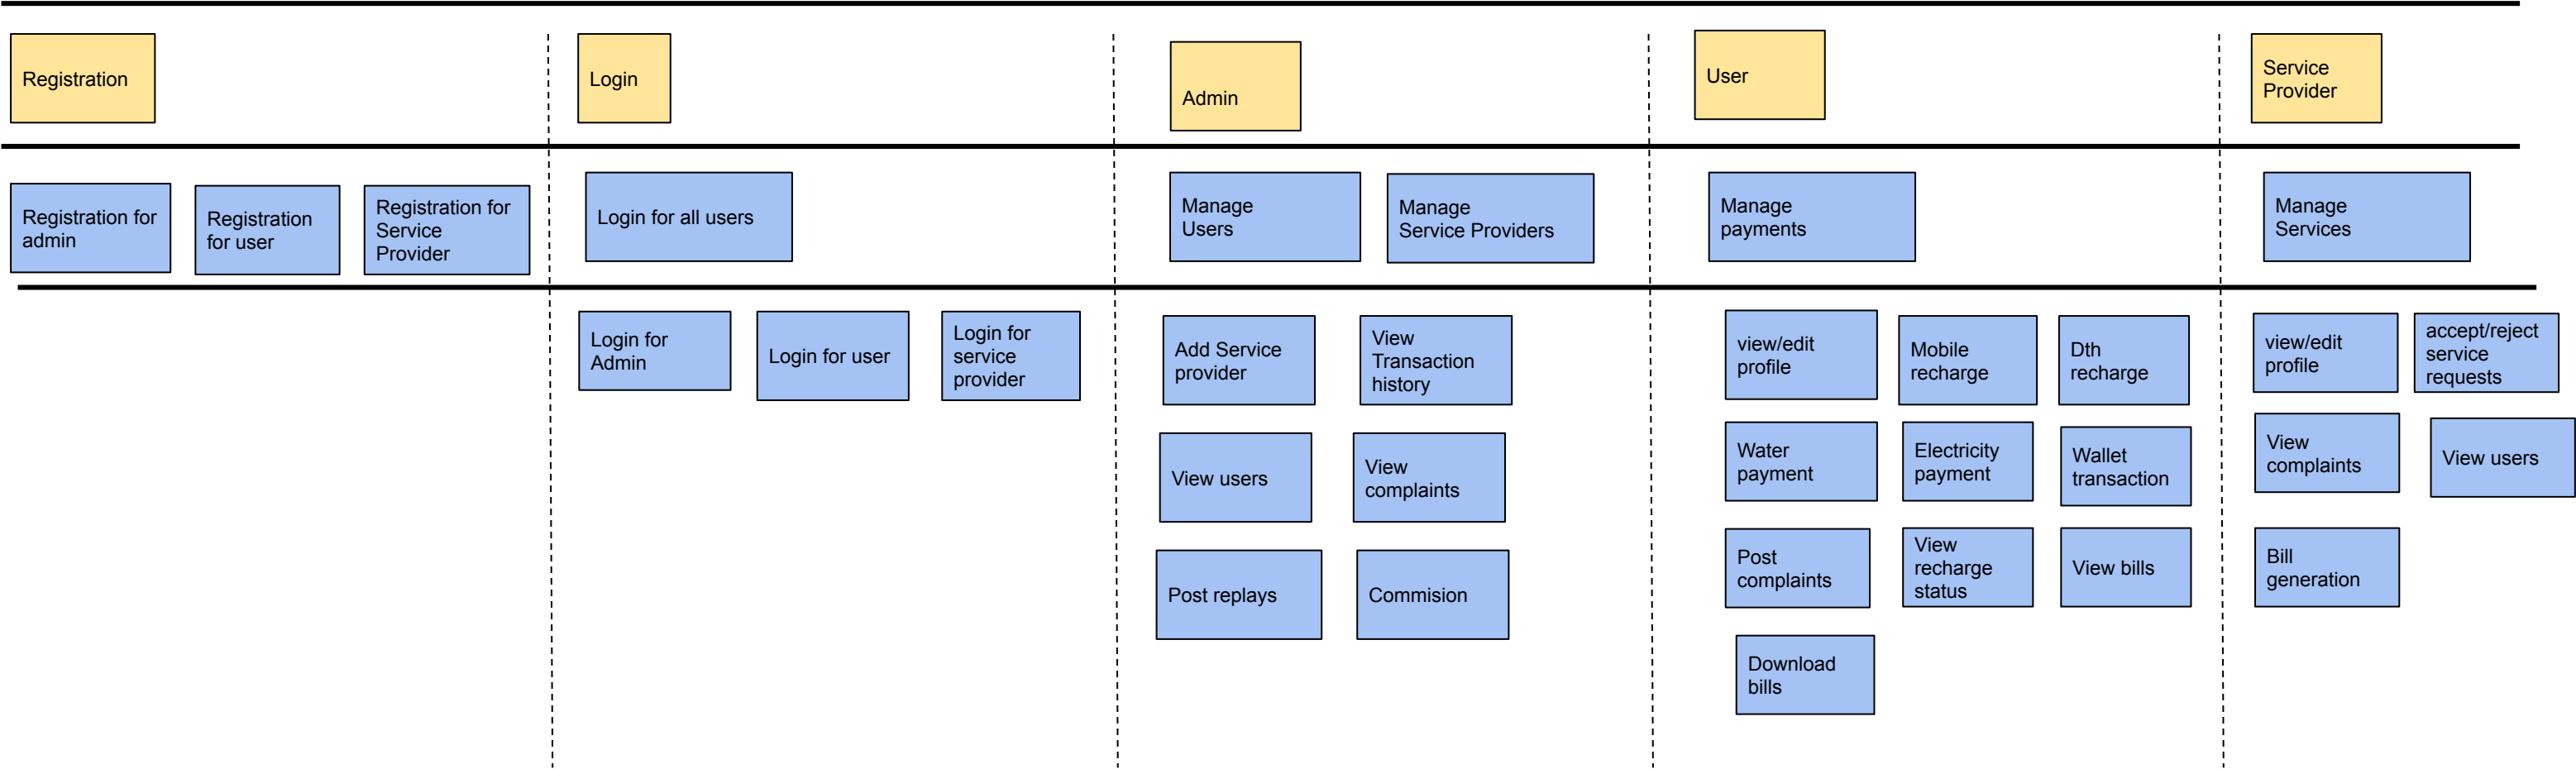 Registration
Login
Admin
User
Service
Provider
Registration for
admin
Registration
for user
Registration for
Service
Provider
Login for all users
Manage
Users
Manage
Service Providers
Manage
payments
Manage
Services
Login for
Admin
Login for user
Login for
service
provider
Add Service
provider
View
Transaction
history
view/edit
profile
Mobile
recharge
Dth
recharge
view/edit
profile
accept/reject
service
requests
View users
View
complaints
Water
payment
Electricity
payment
Wallet
transaction
View
complaints
View users
Post replays
Commision
Post
complaints
View
recharge
status
View bills
Bill
generation
Download
bills